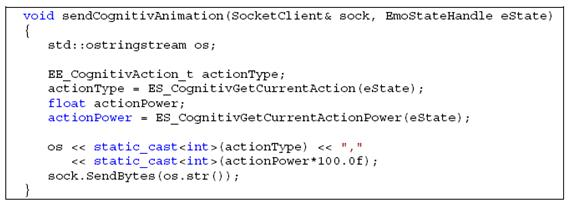 void sendCognitivAnimation(SocketClient& sock, EmoStateHandle eState)
{
std::ostringstream os;
EE_CognitivAction_t actionType;
actionType = ES_CognitivGetCurrentAction(eState);
float actionPower;
actionPower = ES_CognitivGetCurrentActionPower(eState);
os << static_cast<int>(actionType) << ","
<< static_cast<int>(actionPower*100.0f);
sock.SendBytes(os.str());
}